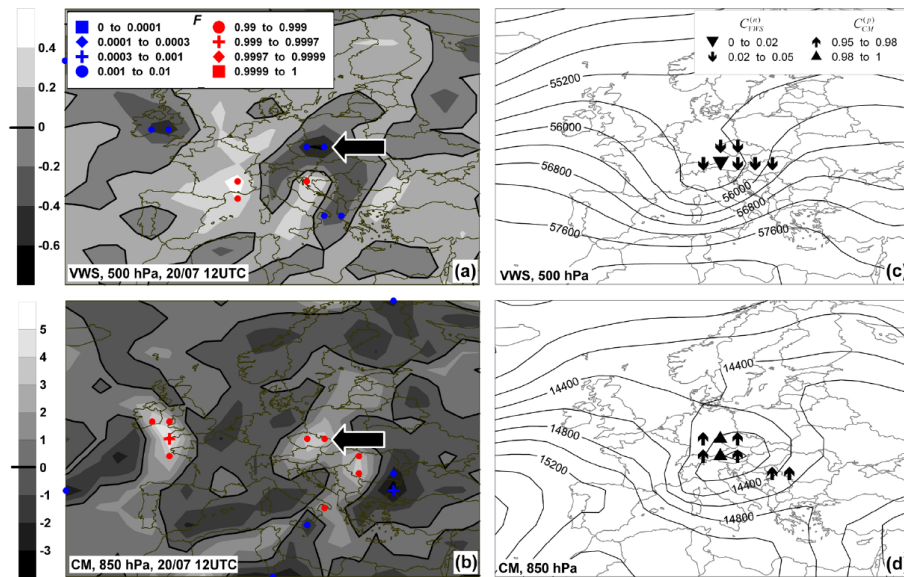 F
0 to 0.0001
0.99 to 0.999
0.0001 to 0.0003
0.999 to 0.9997
0.0003 to 0.001
0.9997 to 0.9999
0.001 to 0.01
0.9999 to 1
0.4
0.2
0
-0.2
-0.4
-0.6
VWS, 500 hPa, 20/07 12UTC
(a)
C_{VWS}^{(n)}
C_{CM}^{(p)}
0 to 0.02
0.95 to 0.98
0.02 to 0.05
0.98 to 1
55200
56000
56800
57600
56000
56800
57600
VWS, 500 hPa
(c)
5
4
3
2
1
0
-1
-2
-3
CM, 850 hPa, 20/07 12UTC
(b)
14400
14400
14800
15200
14400
14800
CM, 850 hPa
(d)